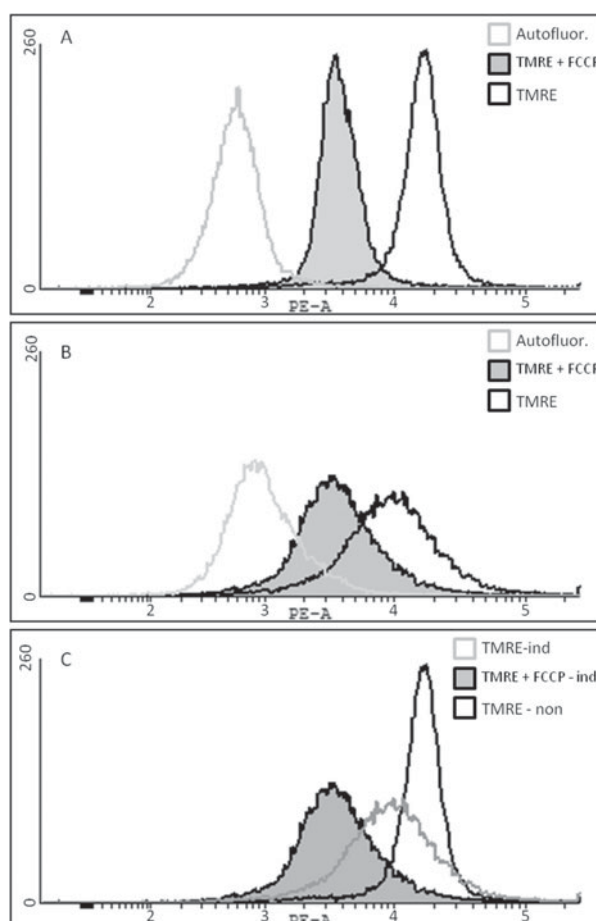 A
260
Autofluor.
TMRE + FCCP
TMRE
0
2 3 4 5
PE-A
B
260
Autofluor.
TMRE + FCCP
TMRE
0
2 3 4 5
PE-A
C
260
TMRE-ind
TMRE + FCCP - ind
TMRE - non
0
2 3 4 5
PE-A